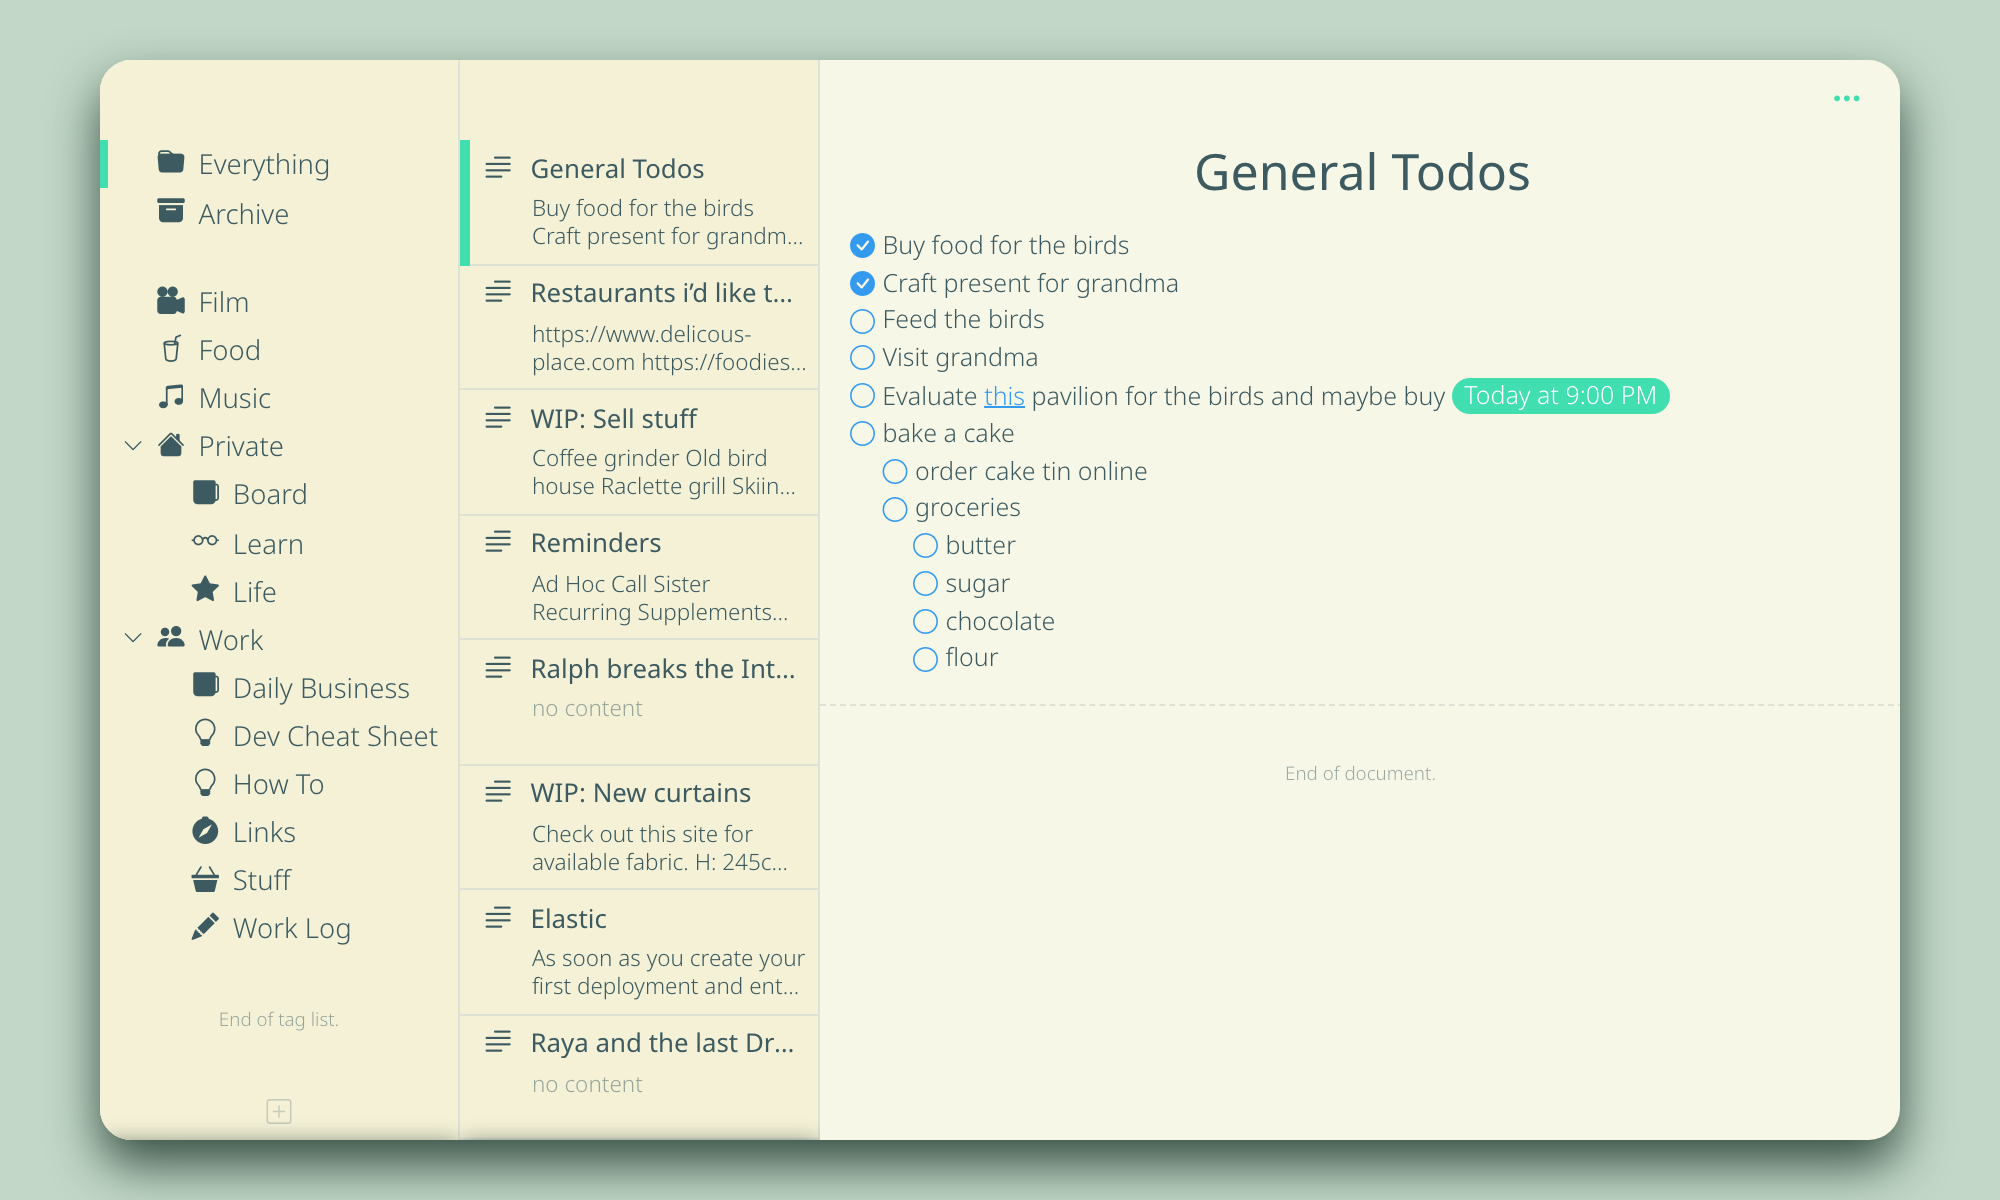 Everything
Archive
Film
Food
Music
Private
Board
Learn
Life
Work
Daily Business
Dev Cheat Sheet
How To
Links
Stuff
Work Log
End of tag list.
General Todos
Buy food for the birds
Craft present for grandm...
Restaurants i’d like t...
https://www.delicous-
place.com https://foodies...
WIP: Sell stuff
Coffee grinder Old bird
house Raclette grill Skiin...
Reminders
Ad Hoc Call Sister
Recurring Supplements...
Ralph breaks the Int...
no content
WIP: New curtains
Check out this site for
available fabric. H: 245c...
Elastic
As soon as you create your
first deployment and ent...
Raya and the last Dr...
no content
General Todos
Buy food for the birds
Craft present for grandma
Feed the birds
Visit grandma
Evaluate this pavilion for the birds and maybe buy Today at 9:00 PM
bake a cake
order cake tin online
groceries
butter
sugar
chocolate
flour
End of document.